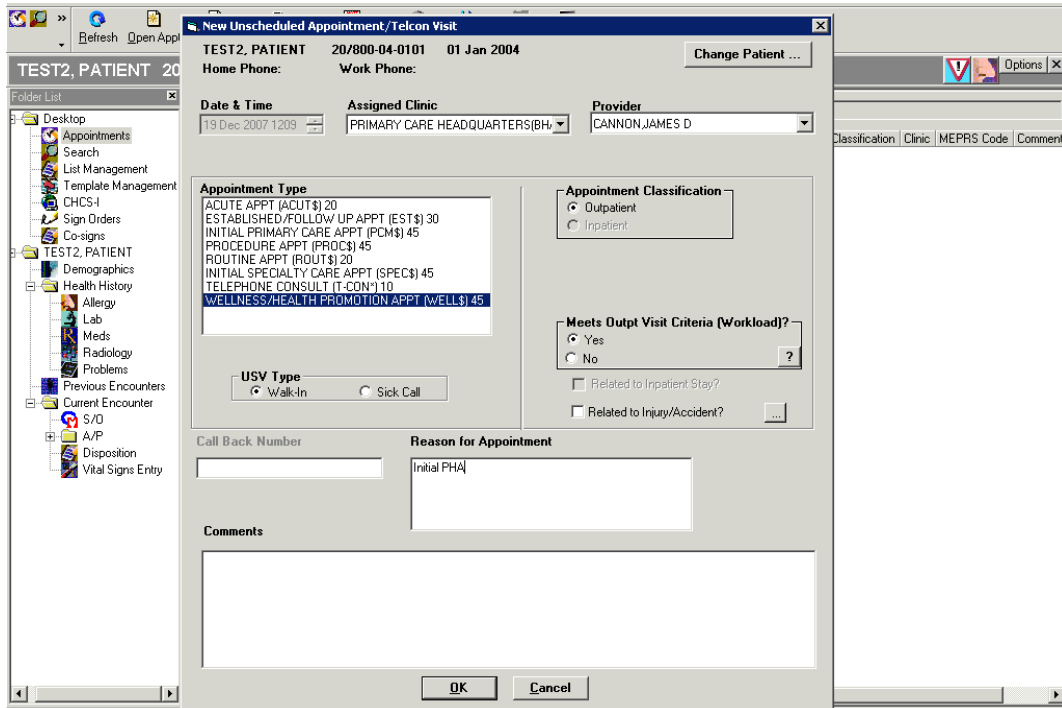 »
Refresh Open Appl
TEST2, PATIENT 20
Options X
Folder List
Desktop
Appointments
Search
List Management
Template Management
CHCS-I
Sign Orders
Co-signs
TEST2, PATIENT
Demographics
Health History
Allergy
Lab
Meds
Radiology
Problems
Previous Encounters
Current Encounter
S/O
A/P
Disposition
Vital Signs Entry
New Unscheduled Appointment/Telcon Visit
TEST2, PATIENT 20/800-04-0101 01 Jan 2004
Home Phone: Work Phone:
Change Patient ...
Date & Time Assigned Clinic Provider
19 Dec 2007 1209 PRIMARY CARE HEADQUARTERS(BH, CANNON,JAMES D
Appointment Type
ACUTE APPT (ACUT$) 20
ESTABLISHED/FOLLOW UP APPT (EST$) 30
INITIAL PRIMARY CARE APPT (PCM$) 45
PROCEDURE APPT (PROC$) 45
ROUTINE APPT (ROUT$) 20
INITIAL SPECIALTY CARE APPT (SPEC$) 45
TELEPHONE CONSULT (T-CON*) 10
WELLNESS/HEALTH PROMOTION APPT (WELL$) 45
USV Type
Walk-In Sick Call
Appointment Classification
Outpatient
Inpatient
Meets Outpt Visit Criteria (Workload)?
Yes
No
?
Related to Inpatient Stay?
Related to Injury/Accident? ...
Call Back Number
Reason for Appointment
Initial PHA
Comments
OK Cancel
Classification Clinic MEPRS Code Comment